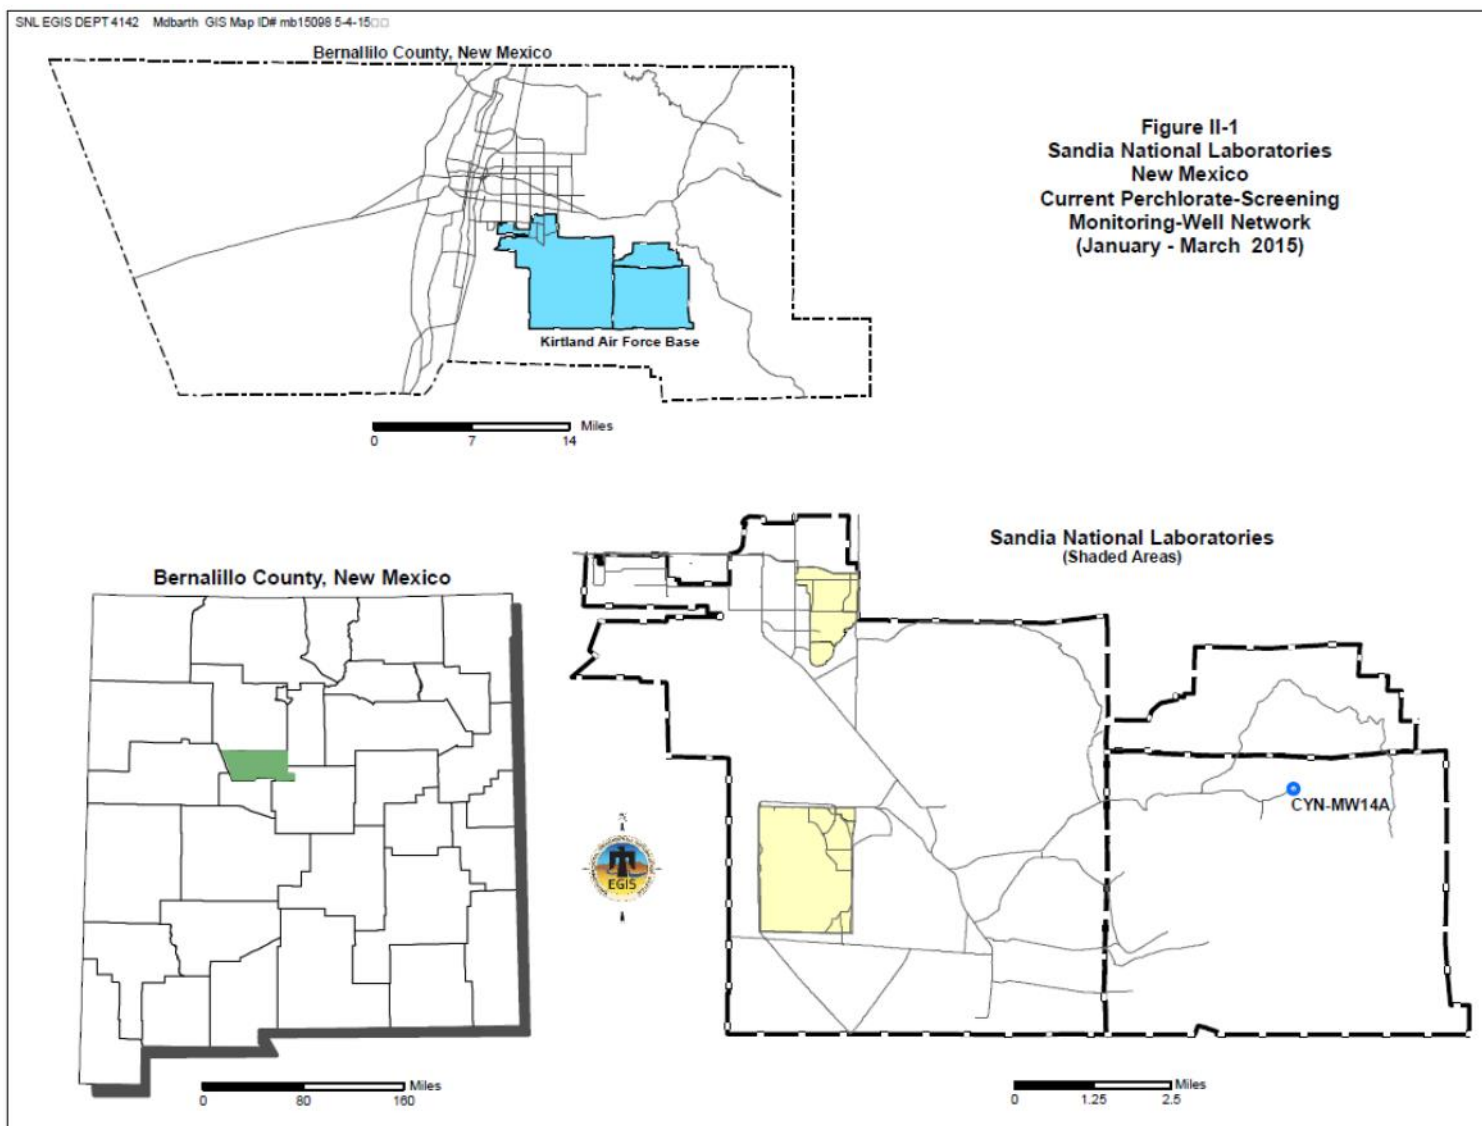 SNL EGIS DEPT 4142 Mdbarth GIS Map ID# mb15098 5-4-15□□
Bernallilo County, New Mexico
Figure II-1
Sandia National Laboratories
New Mexico
Current Perchlorate-Screening
Monitoring-Well Network
(January - March 2015)
Kirtland Air Force Base
Miles
0 7 14
Sandia National Laboratories
(Shaded Areas)
Bernalillo County, New Mexico
CYN-MW14A
EGIS
Miles
0 80 160
Miles
0 1.25 2.5